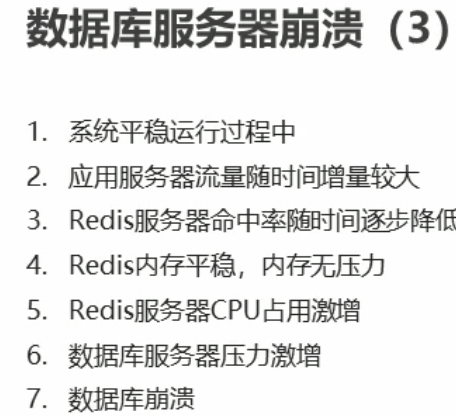 数据库服务器崩溃（3）
1. 系统平稳运行过程中
2. 应用服务器流量随时间增量较大
3. Redis服务器命中率随时间逐步降低
4. Redis内存平稳，内存无压力
5. Redis服务器CPU占用激增
6. 数据库服务器压力激增
7. 数据库崩溃